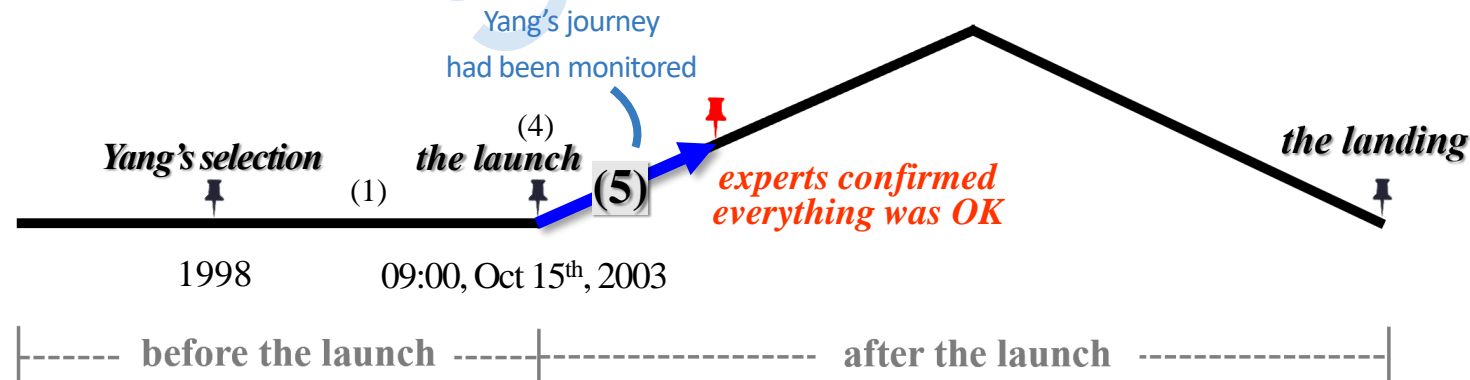 Yang's journey
had been monitored
(4)
Yang's selection
the launch
the landing
(1)
(5)
experts confirmed
everything was OK
1998
09:00, Oct 15th, 2003
before the launch
after the launch